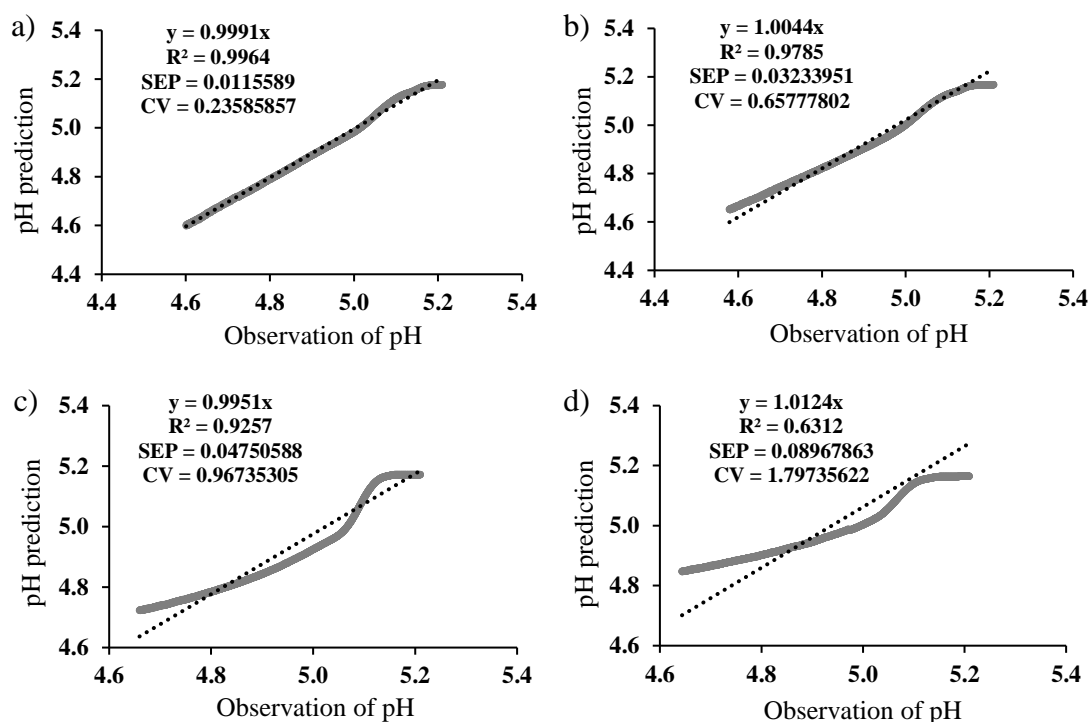 a)
y = 0.9991x
R² = 0.9964
SEP = 0.0115589
CV = 0.23585857
5.4
5.2
5.0
4.8
4.6
4.4
pH prediction
4.4 4.6 4.8 5.0 5.2 5.4
Observation of pH
b)
y = 1.0044x
R² = 0.9785
SEP = 0.03233951
CV = 0.65777802
5.4
5.2
5.0
4.8
4.6
4.4
pH prediction
4.4 4.6 4.8 5.0 5.2 5.4
Observation of pH
c)
y = 0.9951x
R² = 0.9257
SEP = 0.04750588
CV = 0.96735305
5.4
5.2
5.0
4.8
4.6
pH prediction
4.6 4.8 5.0 5.2 5.4
Observation of pH
d)
y = 1.0124x
R² = 0.6312
SEP = 0.08967863
CV = 1.79735622
5.4
5.2
5.0
4.8
4.6
pH prediction
4.6 4.8 5.0 5.2 5.4
Observation of pH